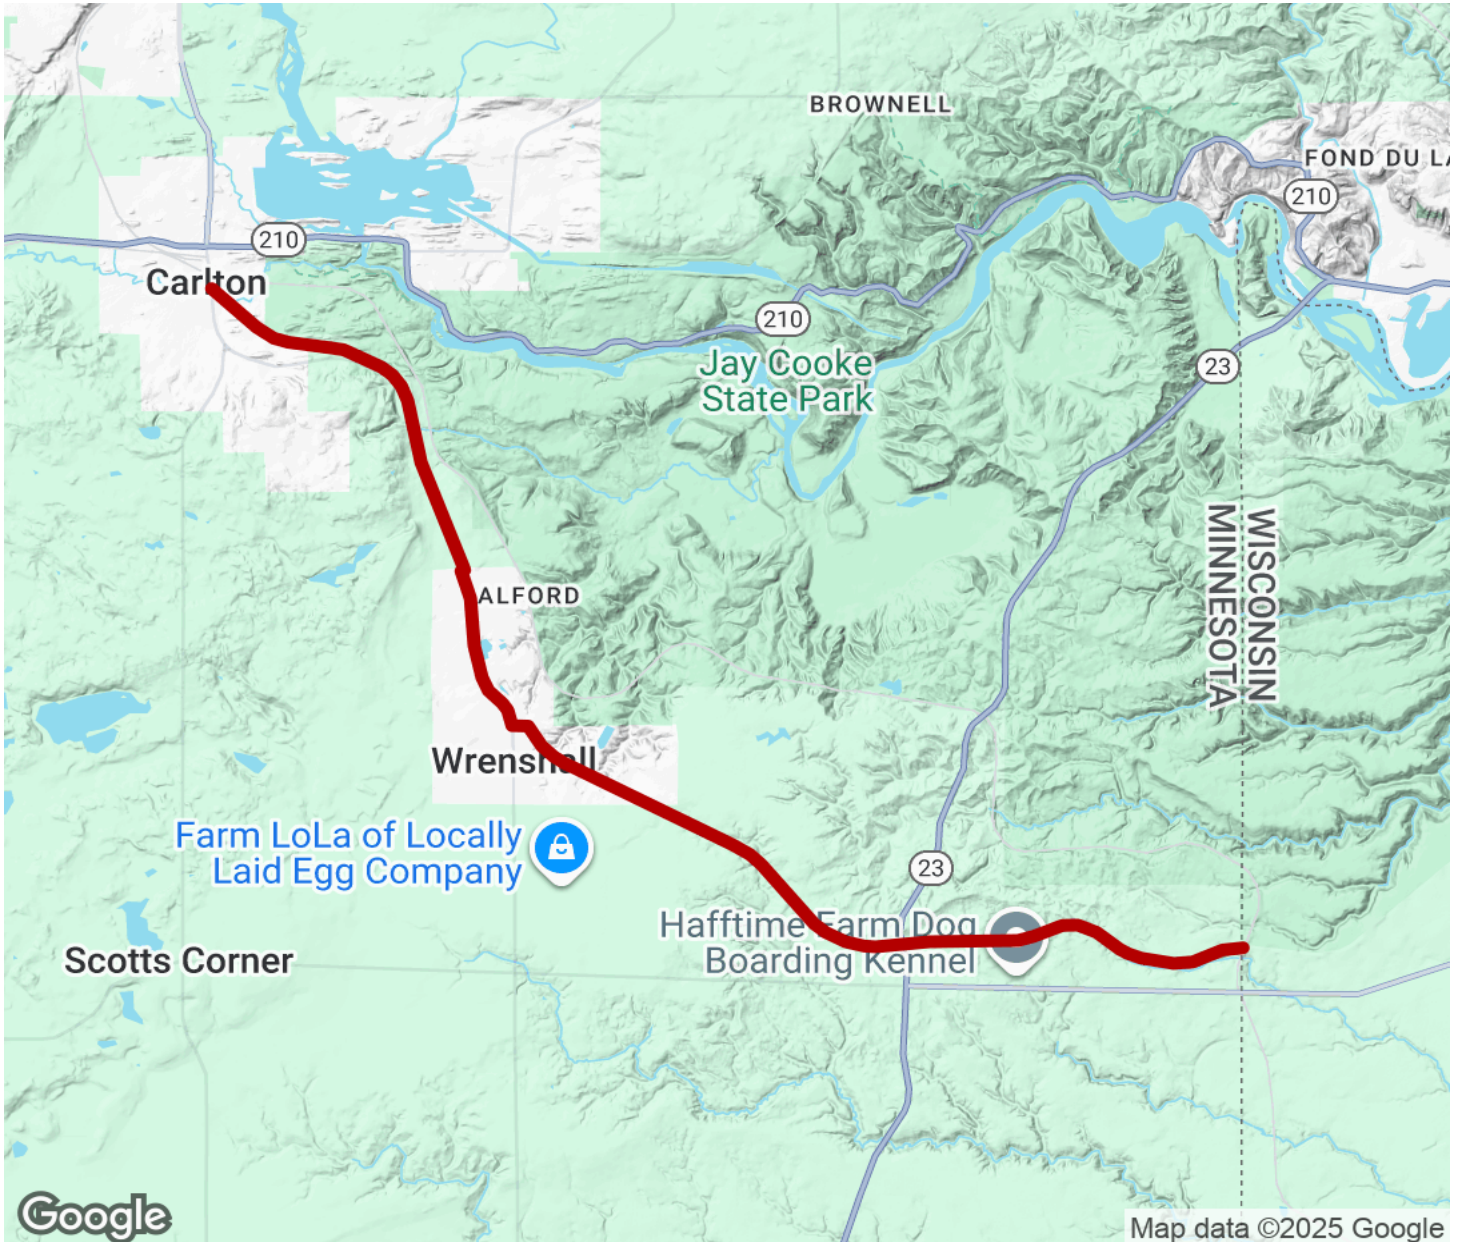 BROWNELL
FOND DU LA
210
210
Carlton
210
Jay Cooke
State Park
23
WISCONSIN
MINNESOTA
ALFORD
Wrenshall
Farm LoLa of Locally
Laid Egg Company
23
Hafftime Farm Dog
Boarding Kennel
Scotts Corner
Google
Map data ©2025 Google